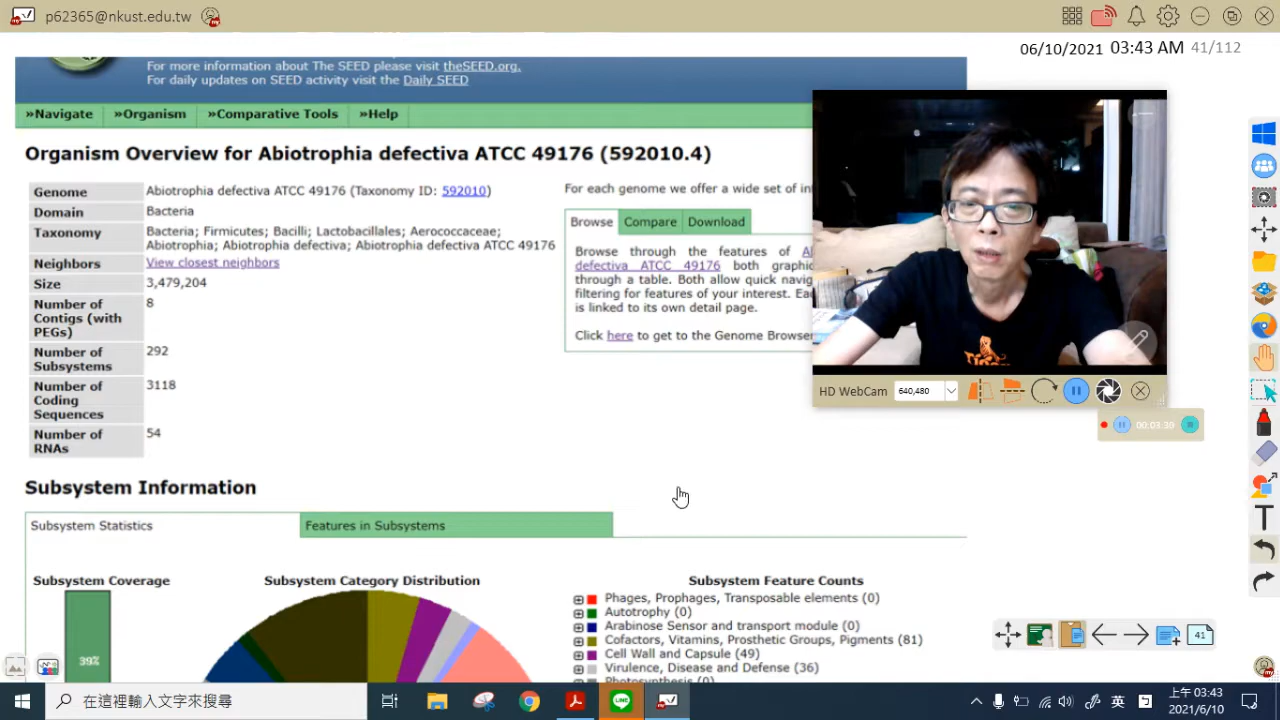 p62365@nkust.edu.tw
06/10/2021 03:43 AM 41/112
For more information about The SEED please visit theSEED.org.
For daily updates on SEED activity visit the Daily SEED
»Navigate »Organism »Comparative Tools »Help
Organism Overview for Abiotrophia defectiva ATCC 49176 (592010.4)
Genome Abiotrophia defectiva ATCC 49176 (Taxonomy ID: 592010)
Domain Bacteria
Taxonomy Bacteria; Firmicutes; Bacilli; Lactobacillales; Aerococcaceae;
Abiotrophia; Abiotrophia defectiva; Abiotrophia defectiva ATCC 49176
Neighbors View closest neighbors
Size 3,479,204
Number of Contigs (with PEGs) 8
Number of Subsystems 292
Number of Coding Sequences 3118
Number of RNAs 54
For each genome we offer a wide set of
Browse Compare Download
Browse through the features of
defectiva ATCC 49176 both
through a table. Both allow quick
filtering for features of your interest.
is linked to its own detail page.
Click here to get to the Genome Browser
HD WebCam 640,480
00:03:39
Subsystem Information
Subsystem Statistics Features in Subsystems
Subsystem Coverage Subsystem Category Distribution Subsystem Feature Counts
39%
Phages, Prophages, Transposable elements (0)
Autotrophy (0)
Arabinose Sensor and transport module (0)
Cofactors, Vitamins, Prosthetic Groups, Pigments (81)
Cell Wall and Capsule (49)
Virulence, Disease and Defense (36)
Photosynthesis (0)
41
在這裡輸入文字來搜尋
英
上午 03:43
2021/6/10